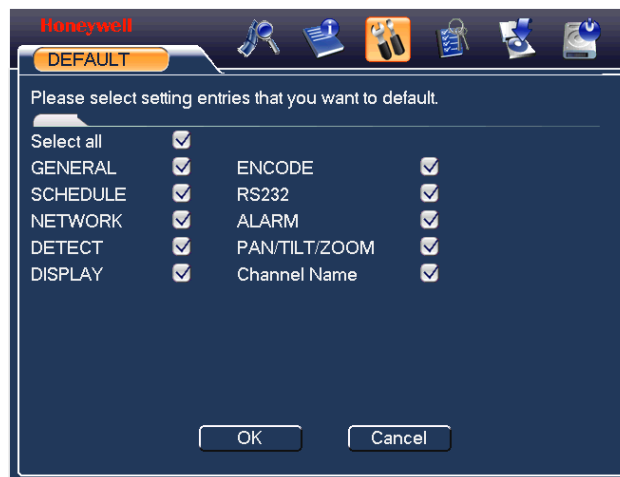 Honeywell
DEFAULT
Please select setting entries that you want to default.
Select all
GENERAL ENCODE
SCHEDULE RS232
NETWORK ALARM
DETECT PAN/TILT/ZOOM
DISPLAY Channel Name
OK Cancel